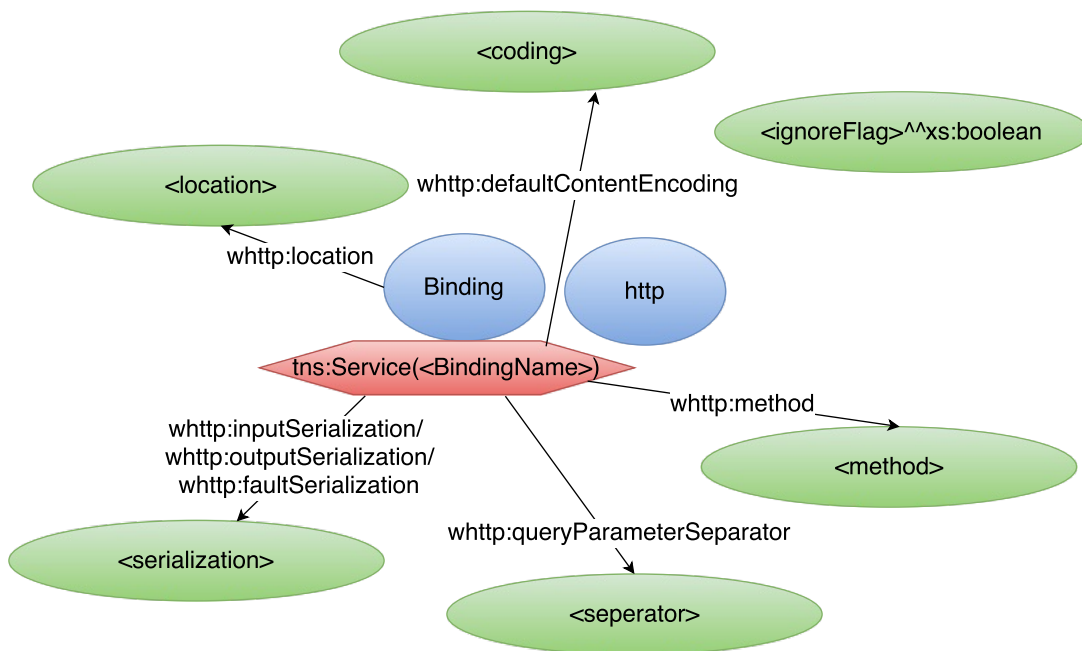 <coding>
<ignoreFlag>^^xs:boolean
<location>
whttp:defaultContentEncoding
whttp:location
Binding
http
tns:Service(<BindingName>)
whttp:method
whttp:inputSerialization/
whttp:outputSerialization/
whttp:faultSerialization
<method>
whttp:queryParameterSeparator
<serialization>
<seperator>